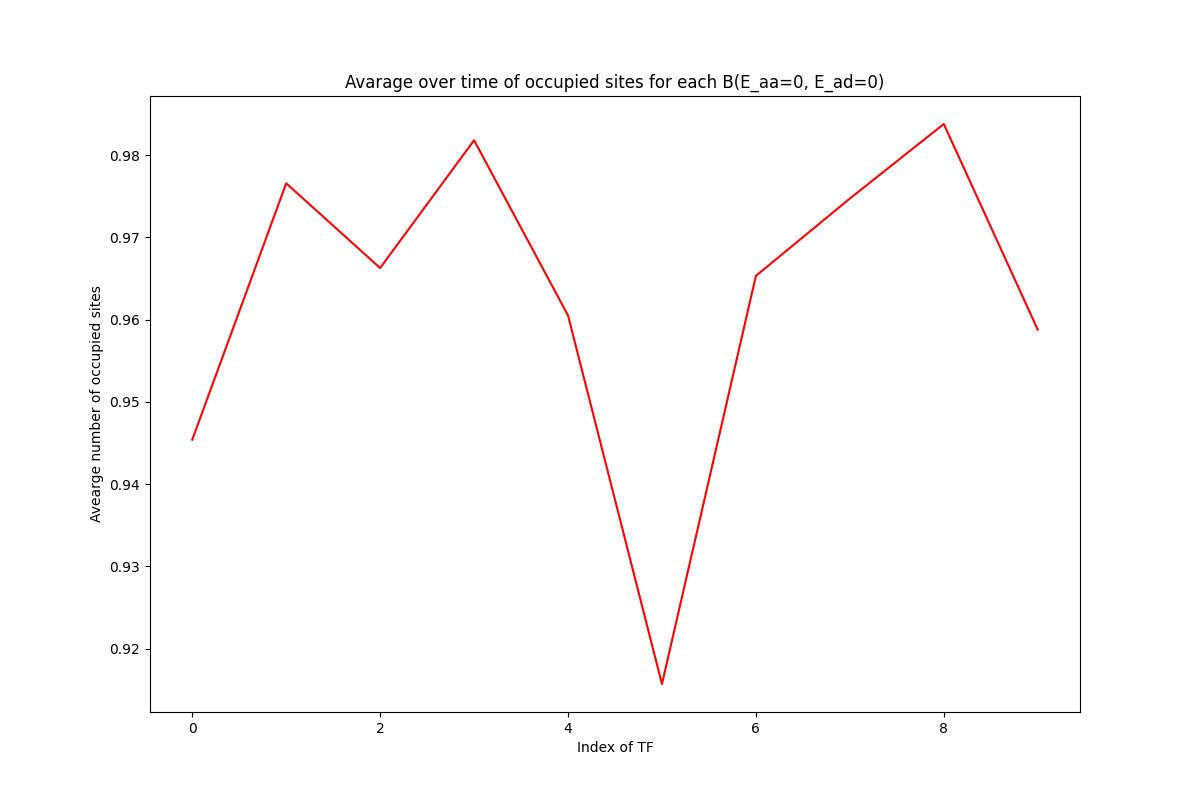 Avarage over time of occupied sites for each B(E_aa=0, E_ad=0)
0.98
0.97
0.96
0.95
0.94
0.93
0.92
Avearge number of occupied sites
0 2 4 6 8
Index of TF